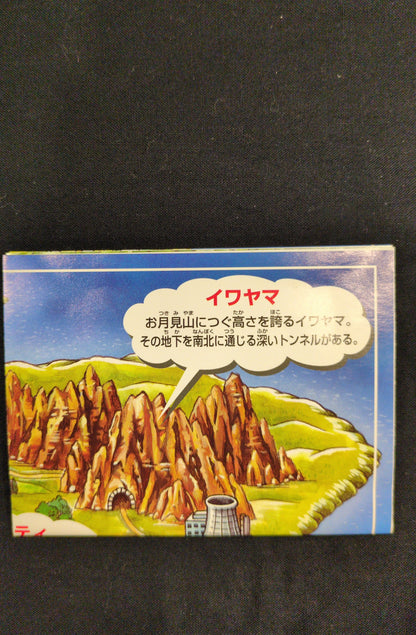 イワヤマ
お月見山につぐ高さを誇るイワヤマ。
その地下を南北に通じる深いトンネルがある。
ティ